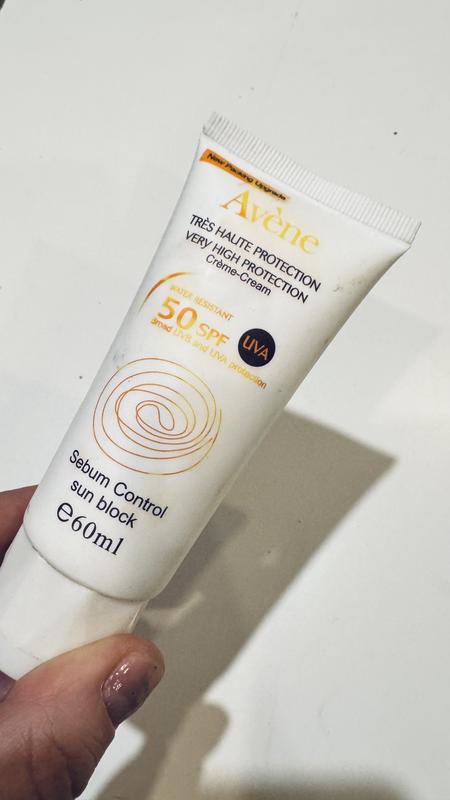 New Packing Upgrade
Avène
TRÈS HAUTE PROTECTION
VERY HIGH PROTECTION
Crème-Cream
WATER RESISTANT
50 SPF
UVA
Broad UVB and UVA protection
Sebum Control
sun block
℮60ml